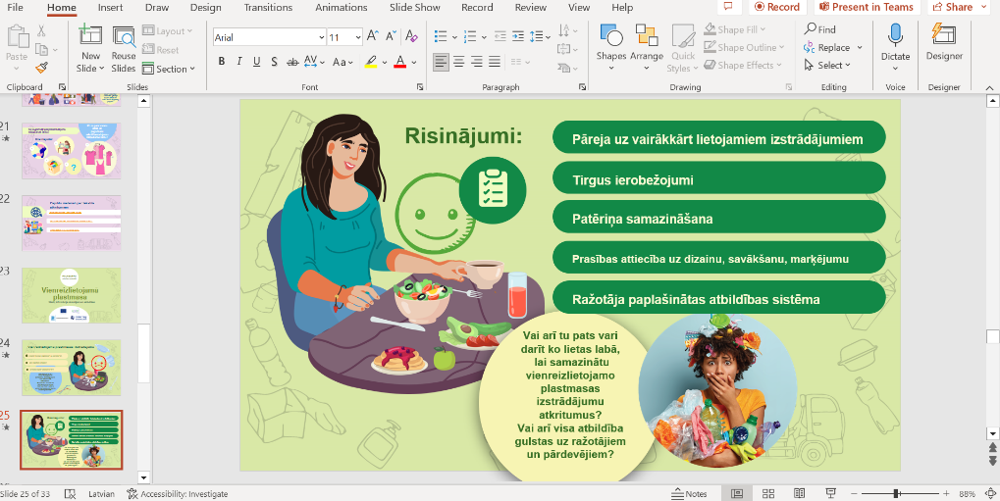 File Home Insert Draw Design Transitions Animations Slide Show Record Review View Help Record Present in Teams Share
Paste
New Slide
Reuse Slides
Layout
Reset
Section
Arial 11
B I U S ab AV Aa A
Shapes
Arrange
Quick Styles
Shape Fill
Shape Outline
Shape Effects
Find
Replace
Select
Dictate
Designer
Clipboard Slides Font Paragraph Drawing Editing Voice Designer
21
22
23
Vienreizlietojamā
plastmasa
24
25
Risinājumi:
Pāreja uz vairākkārt lietojamiem izstrādājumiem
Tirgus ierobežojumi
Patēriņa samazināšana
Prasības attiecība uz dizainu, savākšanu, marķējumu
Ražotāja paplašinātas atbildības sistēma
Vai arī tu pats vari
darīt ko lietas labā,
lai samazinātu
vienreizlietojamo
plastmasas
izstrādājumu
atkritumus?
Vai arī visa atbildība
gulstas uz ražotājiem
un pārdevējiem?
Slide 25 of 33 Latvian Accessibility: Investigate Notes 88%